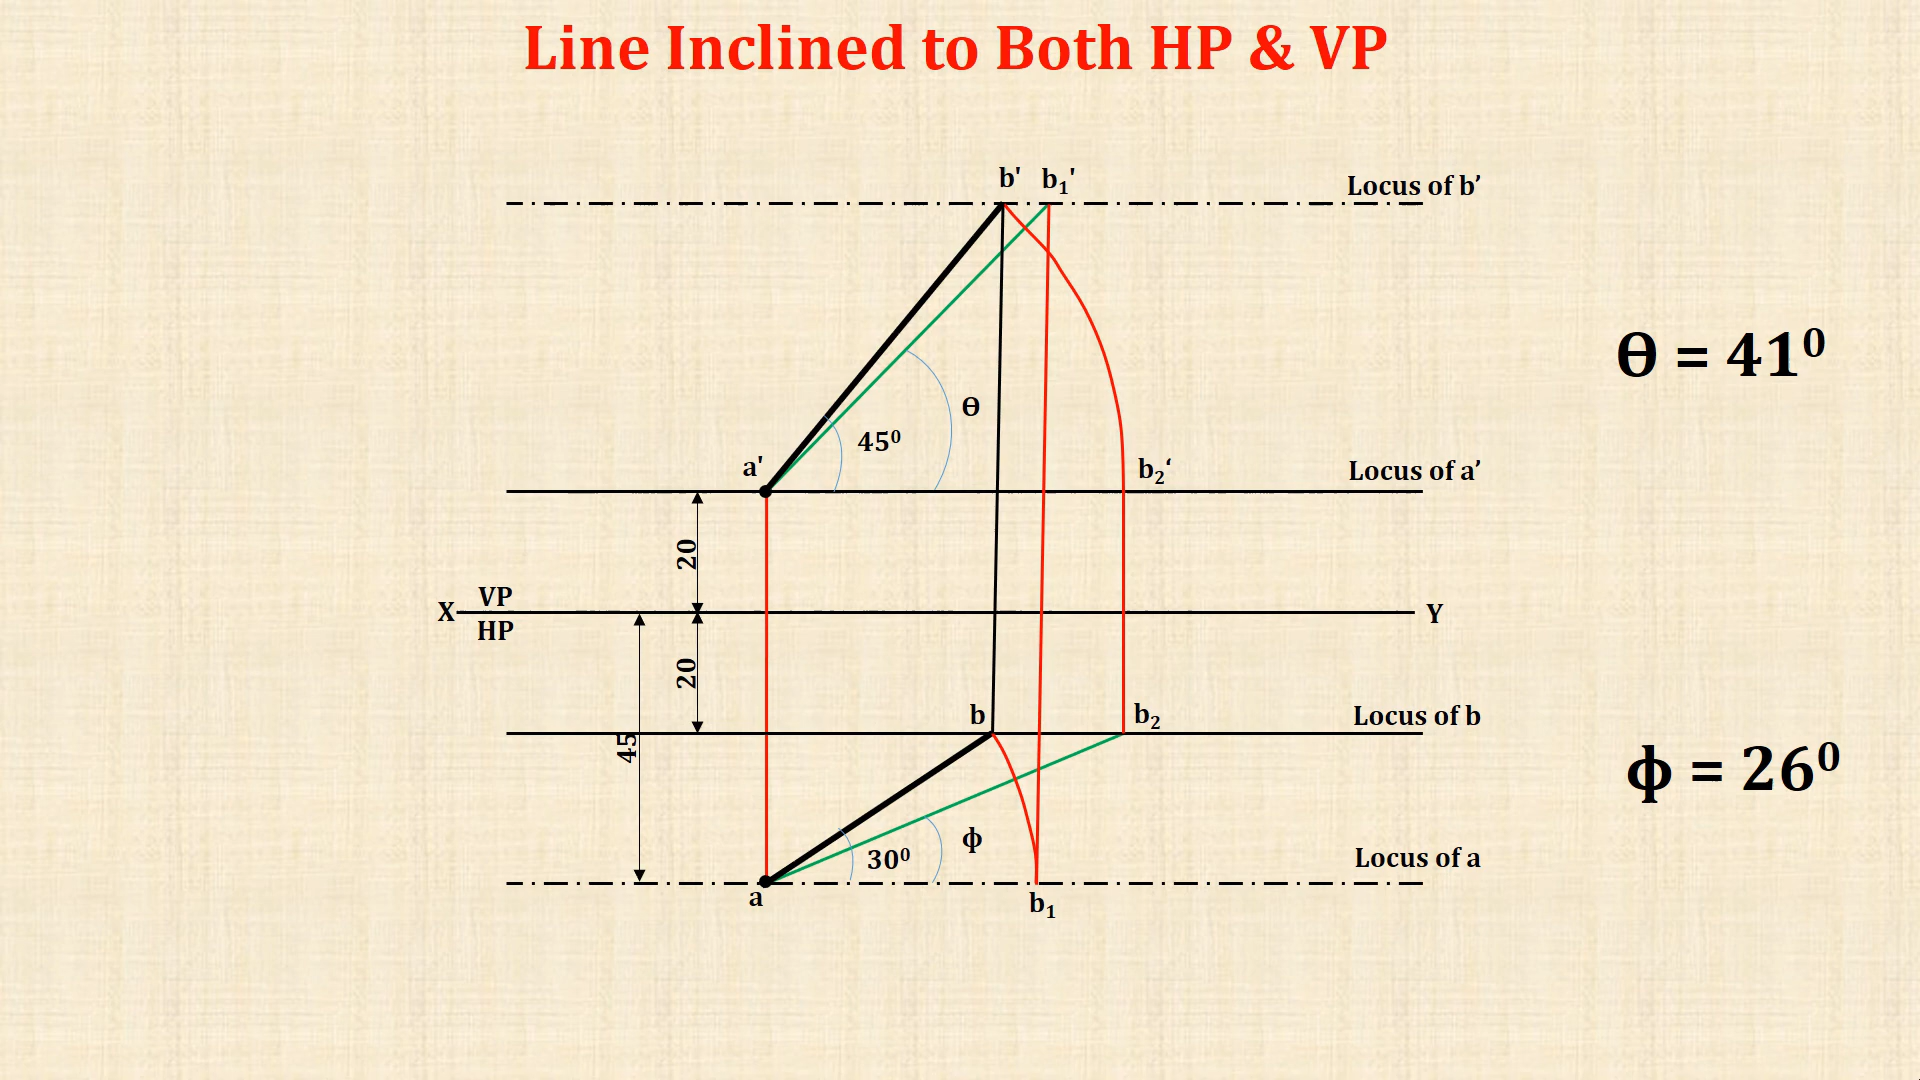 Line Inclined to Both HP & VP
b' b₁' Locus of b’
θ = 41⁰
θ
45⁰
a' b₂‘ Locus of a’
20
VP
X Y
HP
20
b b₂ Locus of b
45
ϕ = 26⁰
ϕ
30⁰ Locus of a
a b₁